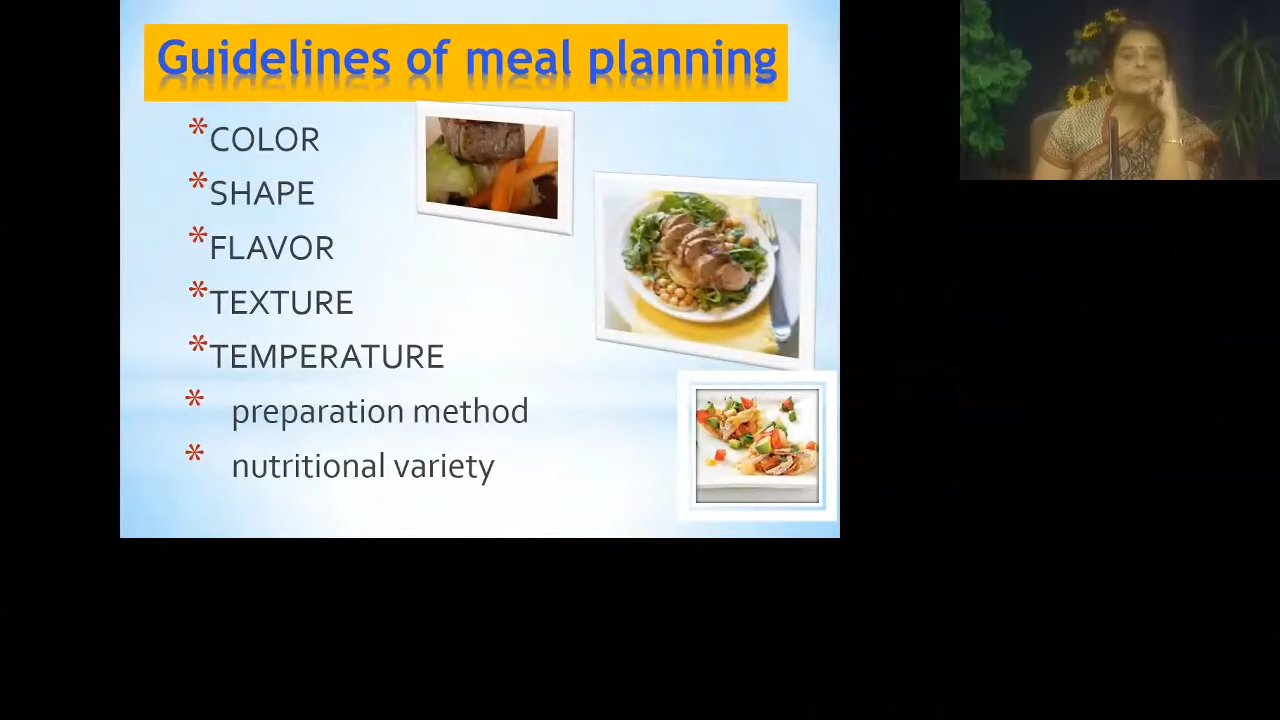 Guidelines of meal planning
*COLOR
*SHAPE
*FLAVOR
*TEXTURE
*TEMPERATURE
* preparation method
* nutritional variety